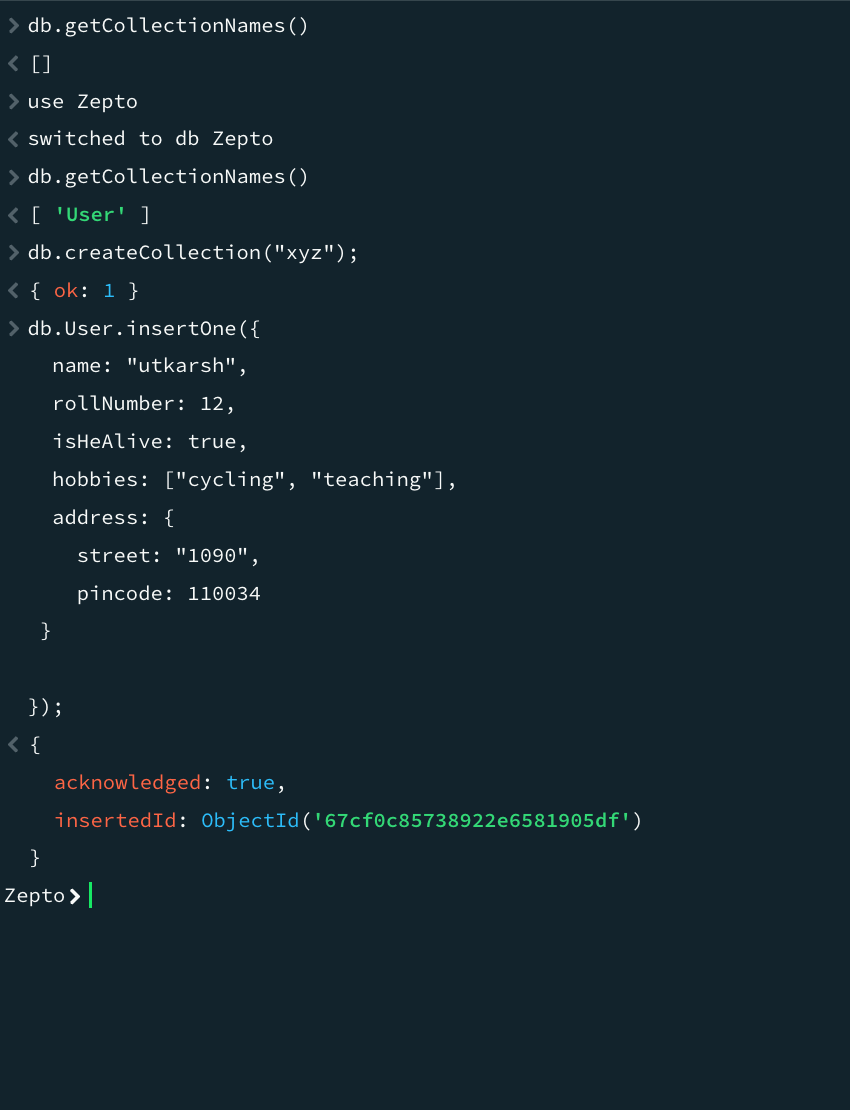 > db.getCollectionNames()
< []
> use Zepto
< switched to db Zepto
> db.getCollectionNames()
< [ 'User' ]
> db.createCollection("xyz");
< { ok: 1 }
> db.User.insertOne({
    name: "utkarsh",
    rollNumber: 12,
    isHeAlive: true,
    hobbies: ["cycling", "teaching"],
    address: {
      street: "1090",
      pincode: 110034
   }
  });
< {
    acknowledged: true,
    insertedId: ObjectId('67cf0c85738922e6581905df')
  }
Zepto>